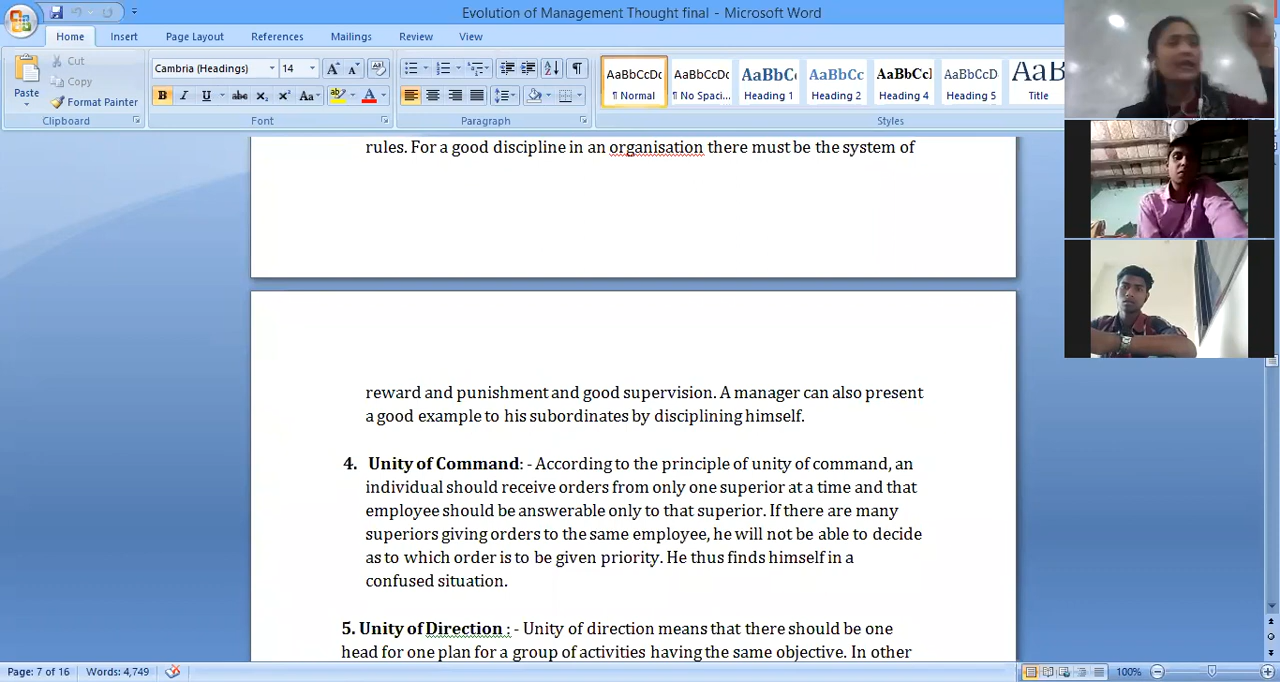 Evolution of Management Thought final - Microsoft Word
Home Insert Page Layout References Mailings Review View
Paste
Cut
Copy
Format Painter
Clipboard
Cambria (Headings) 14
Font
Paragraph
AaBbCcDc AaBbCcDc AaBbC AaBbCc AaBbCcI AaBbCcD AaB
¶ Normal ¶ No Spaci... Heading 1 Heading 2 Heading 4 Heading 5 Title
Styles
rules. For a good discipline in an organisation there must be the system of
reward and punishment and good supervision. A manager can also present
a good example to his subordinates by disciplining himself.
4. Unity of Command: - According to the principle of unity of command, an
individual should receive orders from only one superior at a time and that
employee should be answerable only to that superior. If there are many
superiors giving orders to the same employee, he will not be able to decide
as to which order is to be given priority. He thus finds himself in a
confused situation.
5. Unity of Direction : - Unity of direction means that there should be one
head for one plan for a group of activities having the same objective. In other
Page: 7 of 16 Words: 4,749 100%